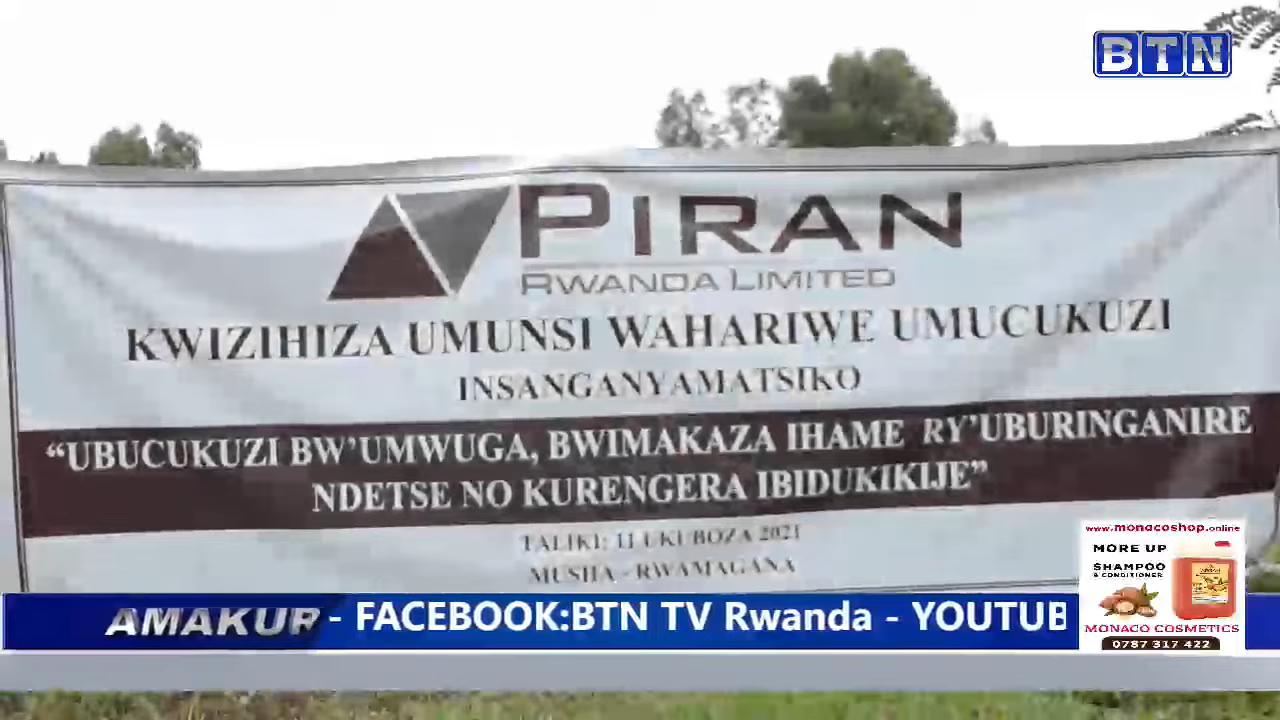 BTN
PIRAN
RWANDA LIMITED
KWIZIHIZA UMUNSI WAHARIWE UMUCUKUZI
INSANGANYAMATSIKO
“UBUCUKUZI BW’UMWUGA, BWIMAKAZA IHAME RY’UBURINGANIRE
NDETSE NO KURENGERA IBIDUKIKIJE”
TALIKI: 11 UKUBOZA 2021
MUSHA - RWAMAGANA
www.monacoshop.online
MORE UP
SHAMPOO
& CONDITIONER
MONACO COSMETICS
0787 317 422
AMAKUR - FACEBOOK:BTN TV Rwanda - YOUTUB